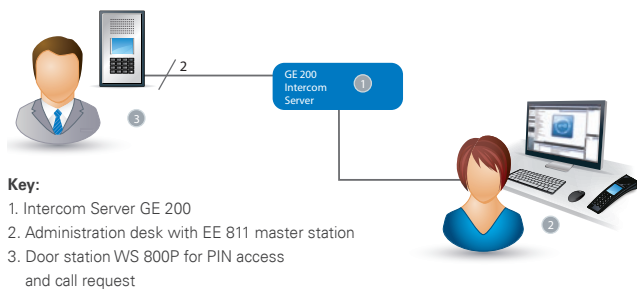 2
GE 200
Intercom
Server
1
3
2
Key:
1. Intercom Server GE 200
2. Administration desk with EE 811 master station
3. Door station WS 800P for PIN access
and call request